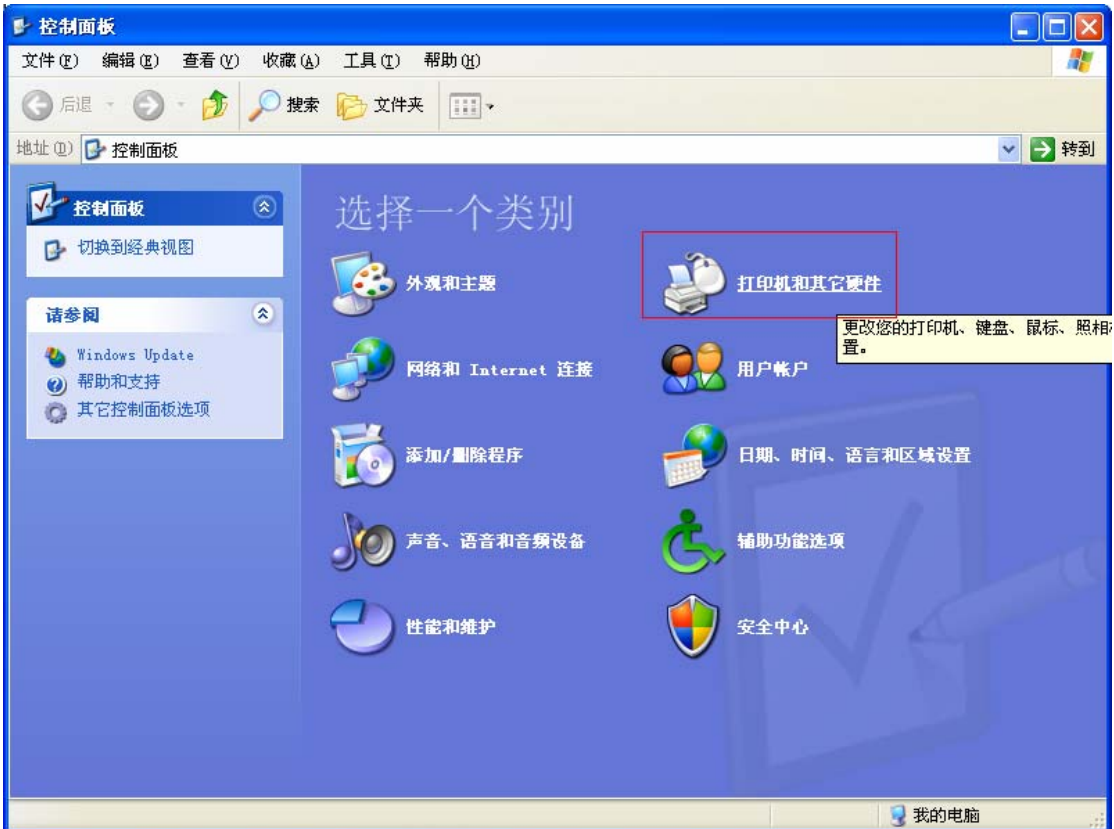 控制面板
文件(F) 编辑(E) 查看(V) 收藏(A) 工具(T) 帮助(H)
后退 搜索 文件夹
地址(D) 控制面板 转到
控制面板
切换到经典视图
请参阅
Windows Update
帮助和支持
其它控制面板选项
选择一个类别
外观和主题
打印机和其它硬件
更改您的打印机、键盘、鼠标、照相
置。
网络和 Internet 连接
用户帐户
添加/删除程序
日期、时间、语言和区域设置
声音、语音和音频设备
辅助功能选项
性能和维护
安全中心
我的电脑